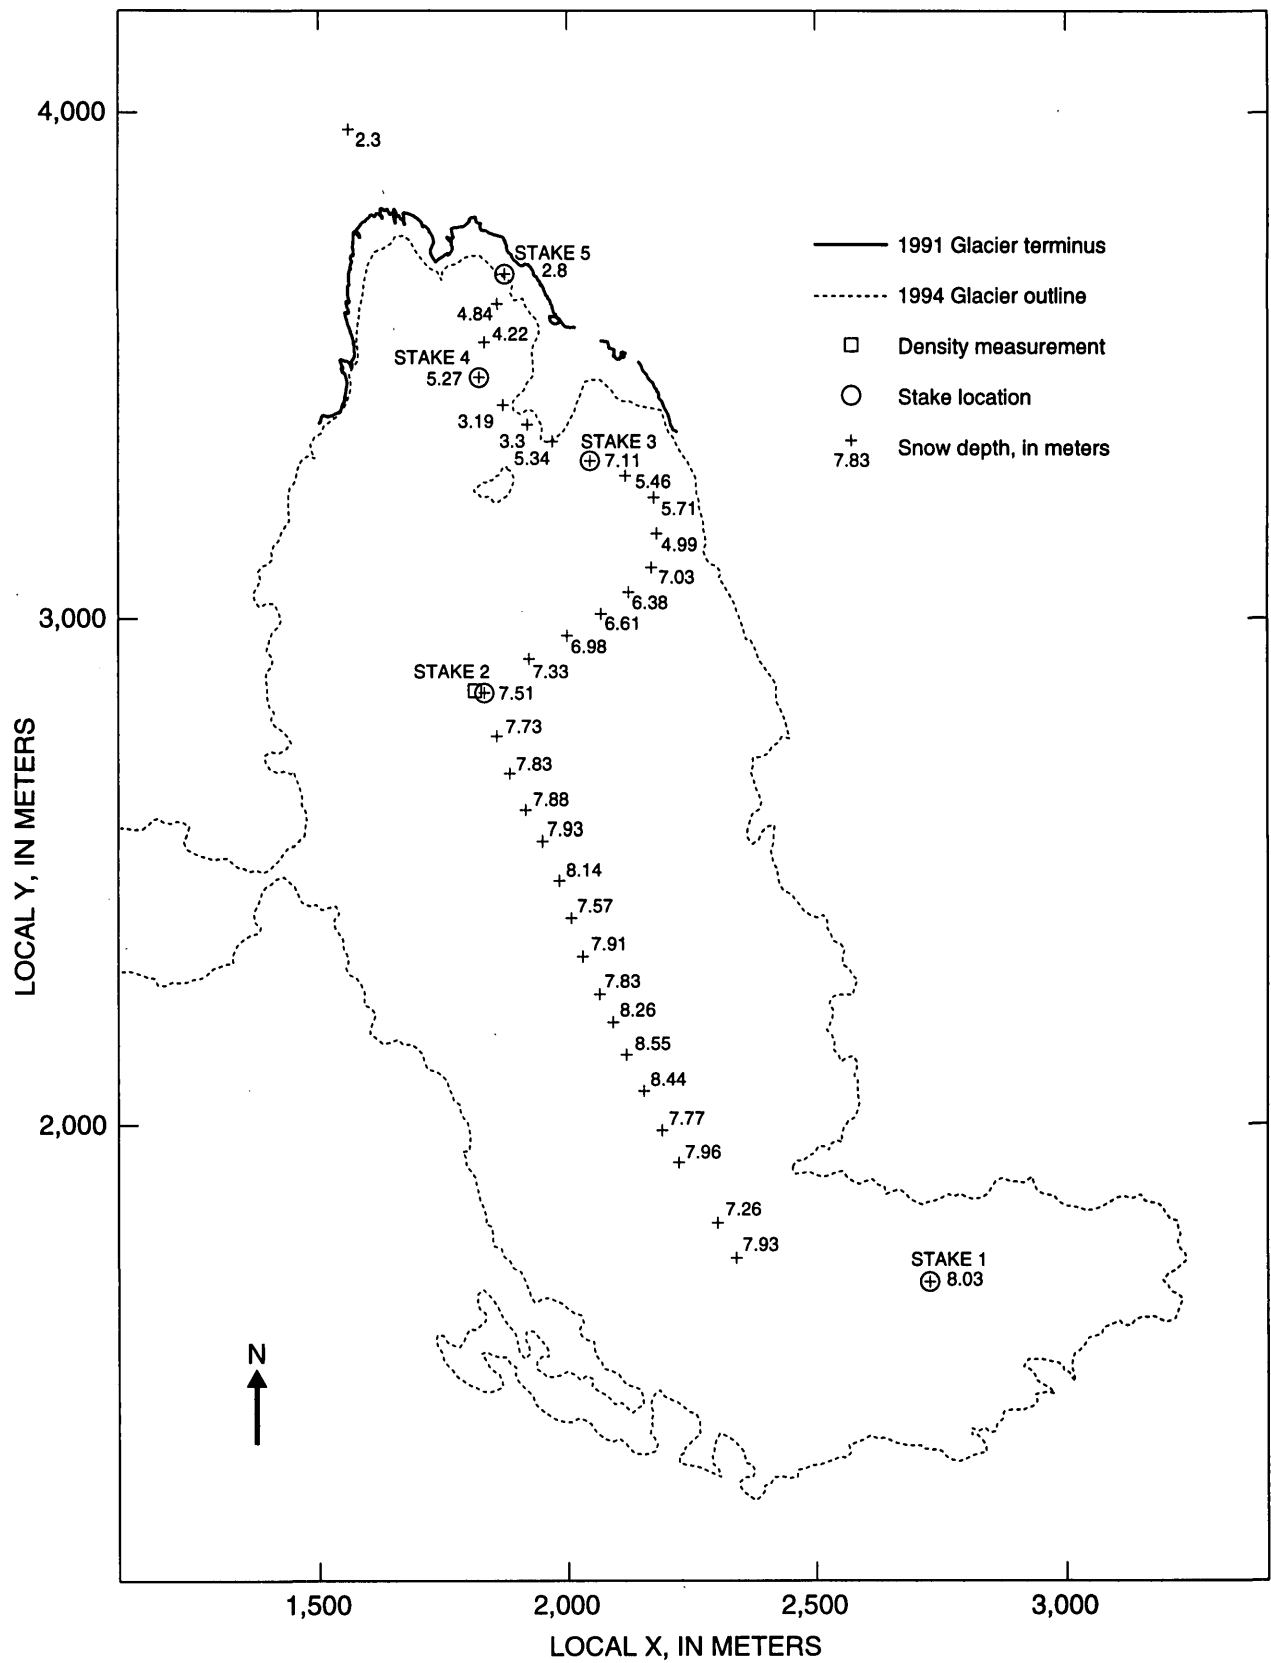 4,000
2.3
STAKE 5
2.8
1991 Glacier terminus
1994 Glacier outline
4.84
4.22
Density measurement
STAKE 4
5.27
Stake location
3.19
3.3
STAKE 3
7.83
Snow depth, in meters
5.34
7.11
5.46
5.71
4.99
7.03
6.38
3,000
6.61
6.98
7.33
STAKE 2
7.51
7.73
7.83
7.88
7.93
8.14
7.57
7.91
7.83
8.26
8.55
8.44
2,000
7.77
7.96
7.26
7.93
STAKE 1
8.03
N
LOCAL Y, IN METERS
1,500 2,000 2,500 3,000
LOCAL X, IN METERS